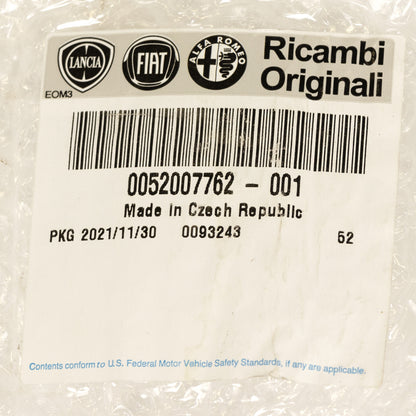 LANCIA FIAT ALFA ROMEO Ricambi
Originali
EOM3
0052007762 - 001
Made in Czech Republic
PKG 2021/11/30 0093243 52
Contents conform to U.S. Federal Motor Vehicle Safety Standards, if any are applicable.